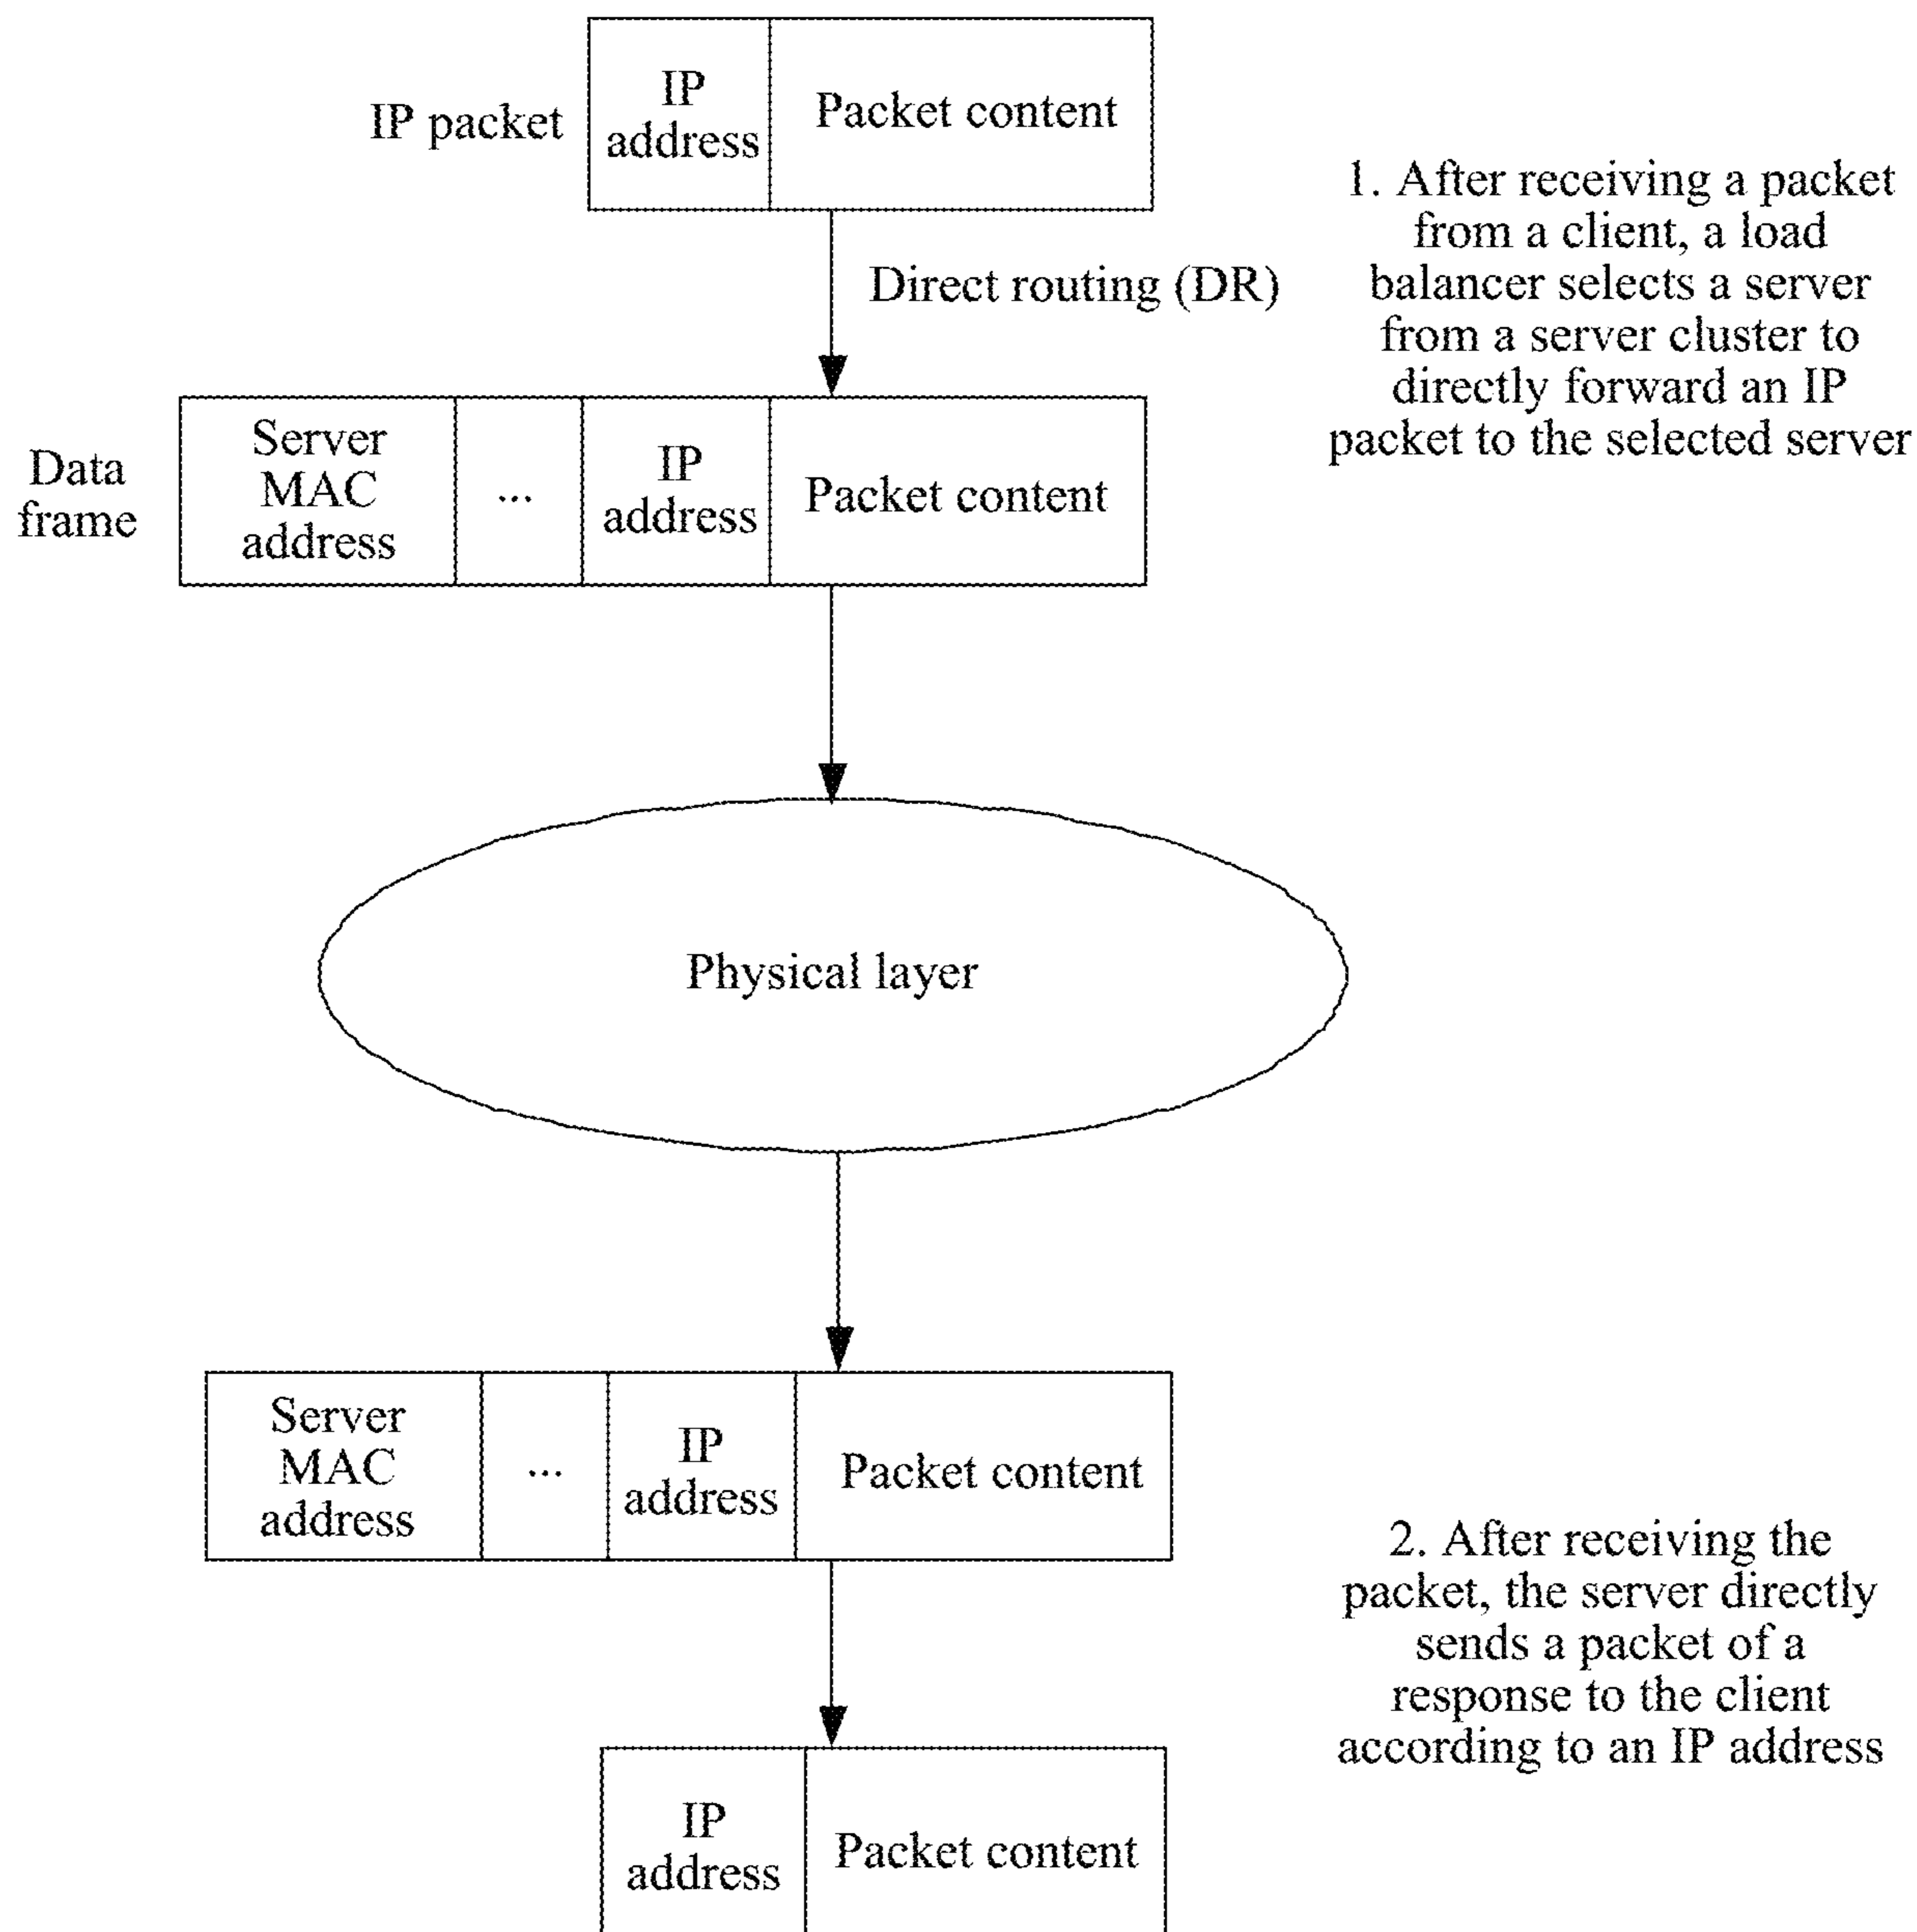 IP packet
IP
address
Packet content
1. After receiving a packet
from a client, a load
balancer selects a server
from a server cluster to
directly forward an IP
packet to the selected server
Direct routing (DR)
Data
frame
Server
MAC
address
...
IP
address
Packet content
Physical layer
Server
MAC
address
...
IP
address
Packet content
2. After receiving the
packet, the server directly
sends a packet of a
response to the client
according to an IP address
IP
address
Packet content